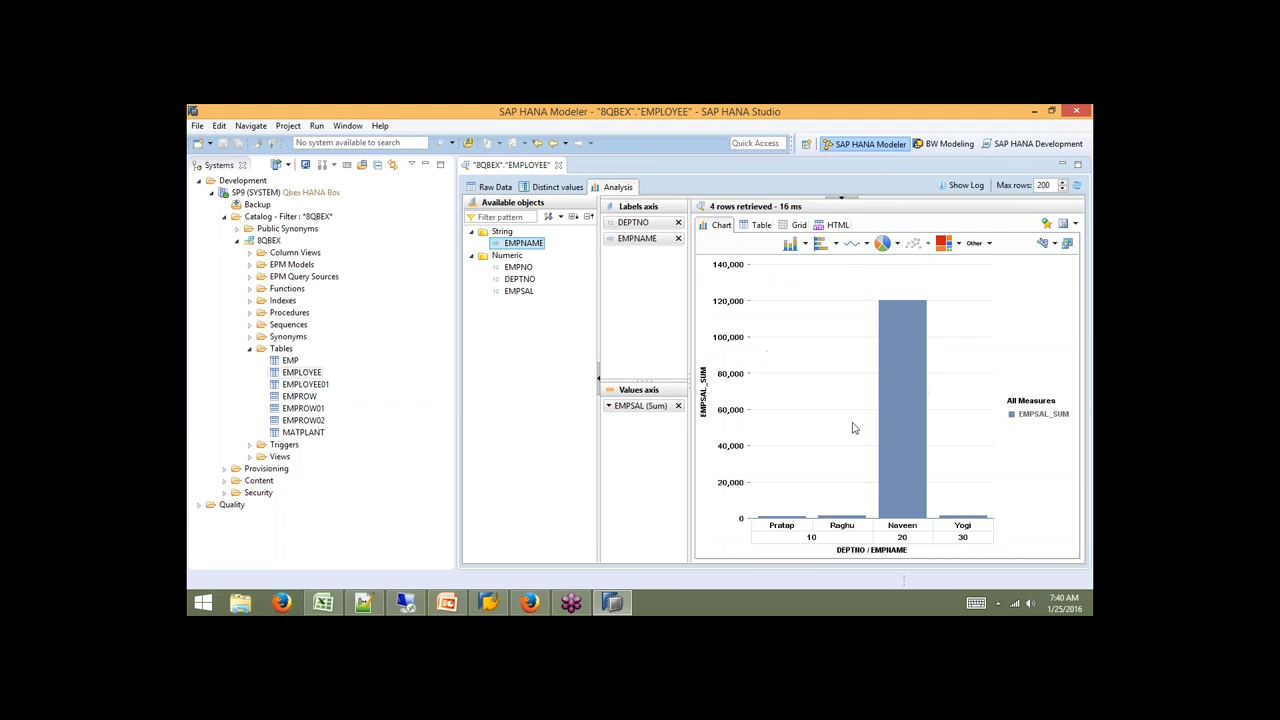 SAP HANA Modeler - "8QBEX"."EMPLOYEE" - SAP HANA Studio
File Edit Navigate Project Run Window Help
No system available to search
Quick Access
SAP HANA Modeler
BW Modeling
SAP HANA Development
Systems
Development
SP9 (SYSTEM) Qbex HANA Box
Backup
Catalog - Filter: "8QBEX"
Public Synonyms
8QBEX
Column Views
EPM Models
EPM Query Sources
Functions
Indexes
Procedures
Sequences
Synonyms
Tables
EMP
EMPLOYEE
EMPLOYEE01
EMPROW
EMPROW01
EMPROW02
MATPLANT
Triggers
Views
Provisioning
Content
Security
Quality
"8QBEX"."EMPLOYEE"
Raw Data Distinct values Analysis
Show Log Max rows: 200
Available objects
Filter pattern
String
EMPNAME
Numeric
EMPNO
DEPTNO
EMPSAL
Labels axis
DEPTNO
EMPNAME
Values axis
EMPSAL (Sum)
4 rows retrieved - 16 ms
Chart Table Grid HTML
Other
140,000
120,000
100,000
80,000
60,000
40,000
20,000
0
EMPSAL_SUM
Pratap Raghu Naveen Yogi
10 20 30
DEPTNO / EMPNAME
All Measures
EMPSAL_SUM
7:40 AM
1/25/2016